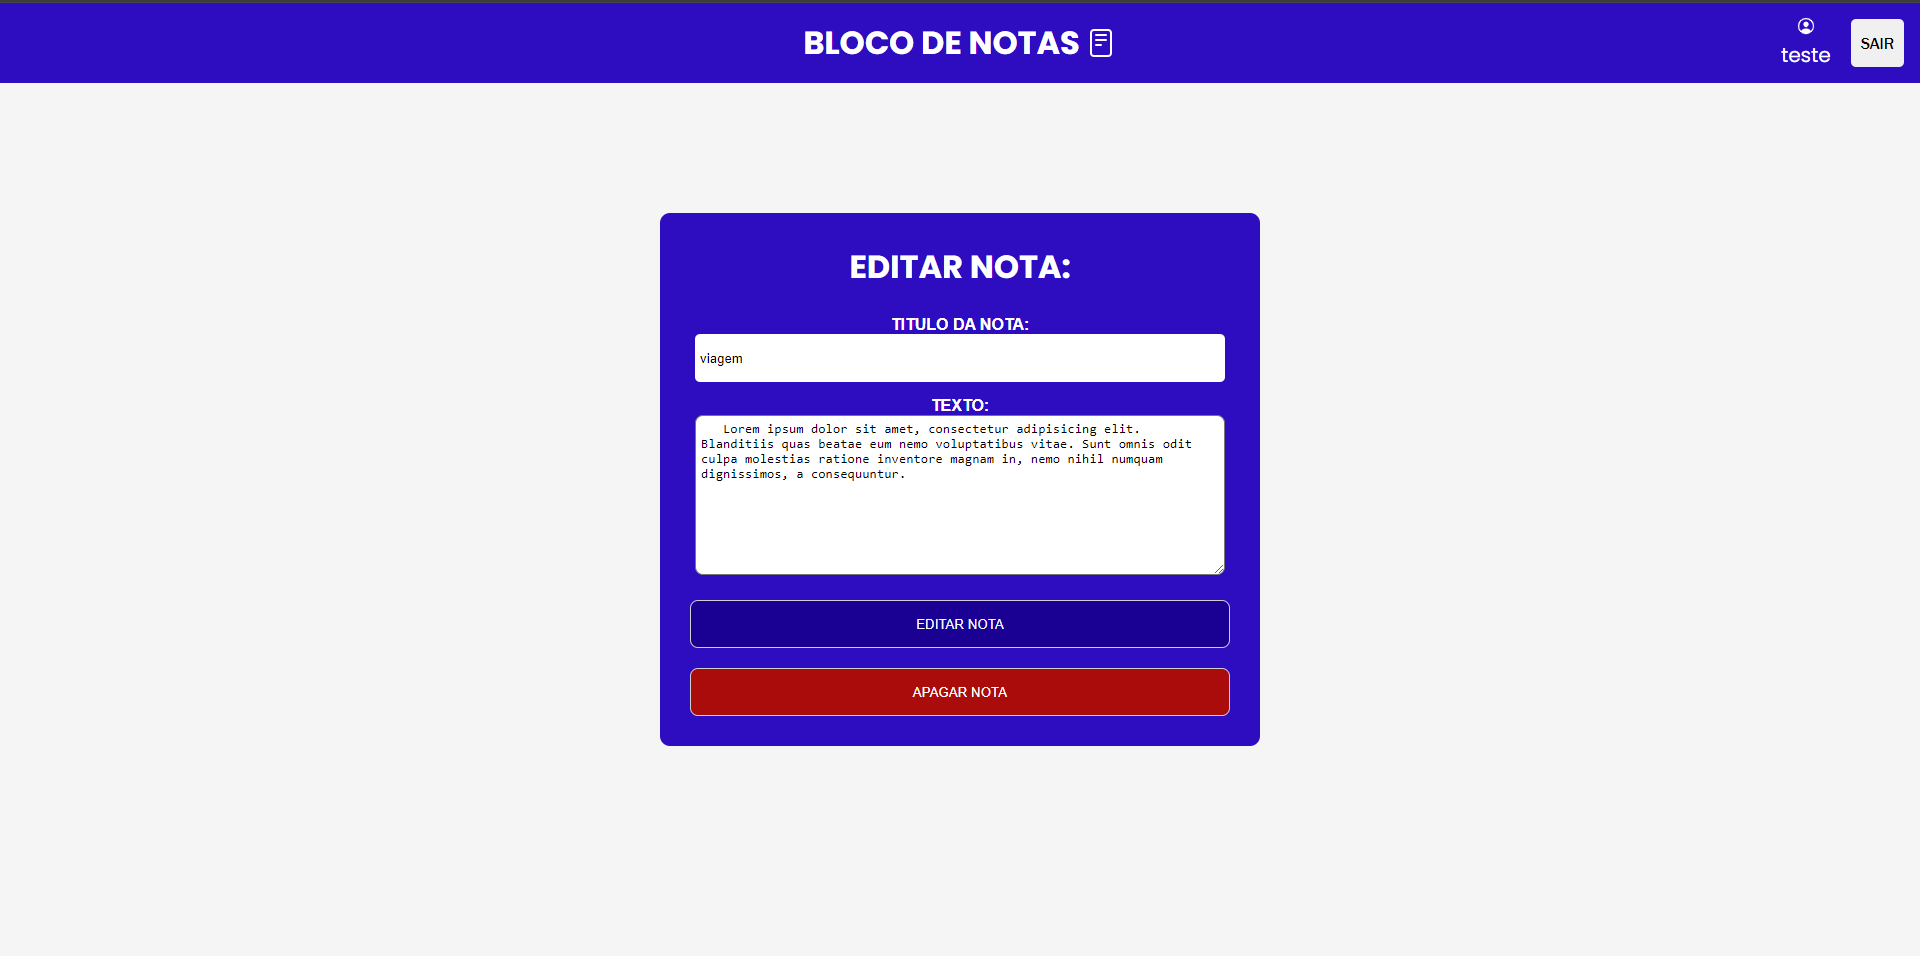 BLOCO DE NOTAS
teste
SAIR
EDITAR NOTA:
TITULO DA NOTA:
viagem
TEXTO:
Lorem ipsum dolor sit amet, consectetur adipisicing elit.
Blanditiis quas beatae eum nemo voluptatibus vitae. Sunt omnis odit
culpa molestias ratione inventore magnam in, nemo nihil numquam
dignissimos, a consequuntur.
EDITAR NOTA
APAGAR NOTA